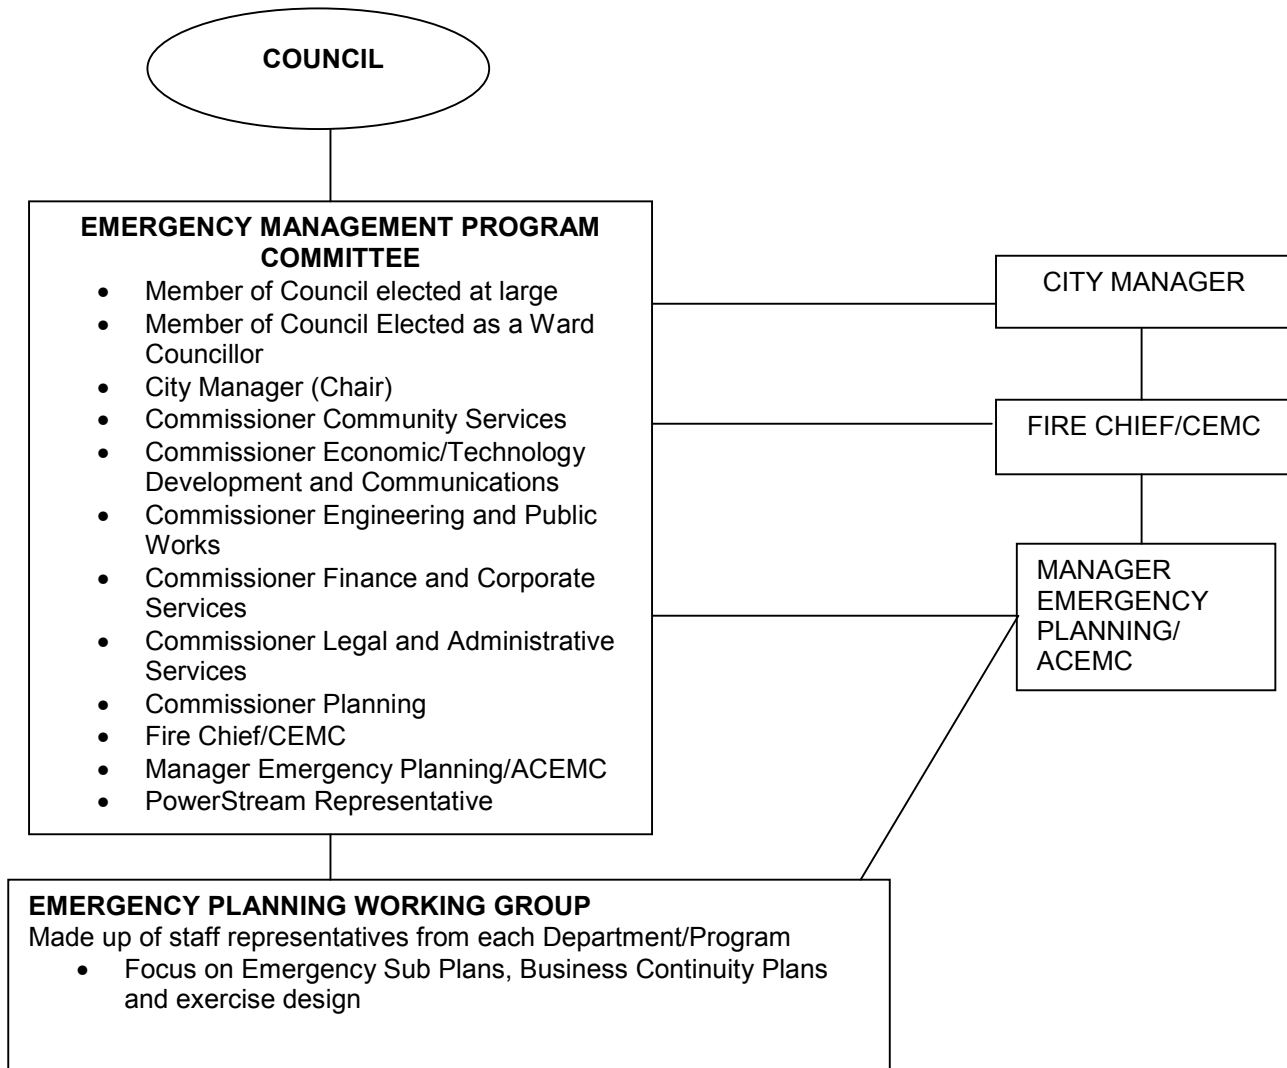 COUNCIL
EMERGENCY MANAGEMENT PROGRAM
COMMITTEE
• Member of Council elected at large
• Member of Council Elected as a Ward
Councillor
• City Manager (Chair)
• Commissioner Community Services
• Commissioner Economic/Technology
Development and Communications
• Commissioner Engineering and Public
Works
• Commissioner Finance and Corporate
Services
• Commissioner Legal and Administrative
Services
• Commissioner Planning
• Fire Chief/CEMC
• Manager Emergency Planning/ACEMC
• PowerStream Representative
CITY MANAGER
FIRE CHIEF/CEMC
MANAGER
EMERGENCY
PLANNING/
ACEMC
EMERGENCY PLANNING WORKING GROUP
Made up of staff representatives from each Department/Program
• Focus on Emergency Sub Plans, Business Continuity Plans
and exercise design